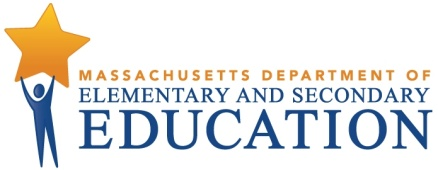 MASSACHUSETTS DEPARTMENT OF
ELEMENTARY AND SECONDARY
EDUCATION